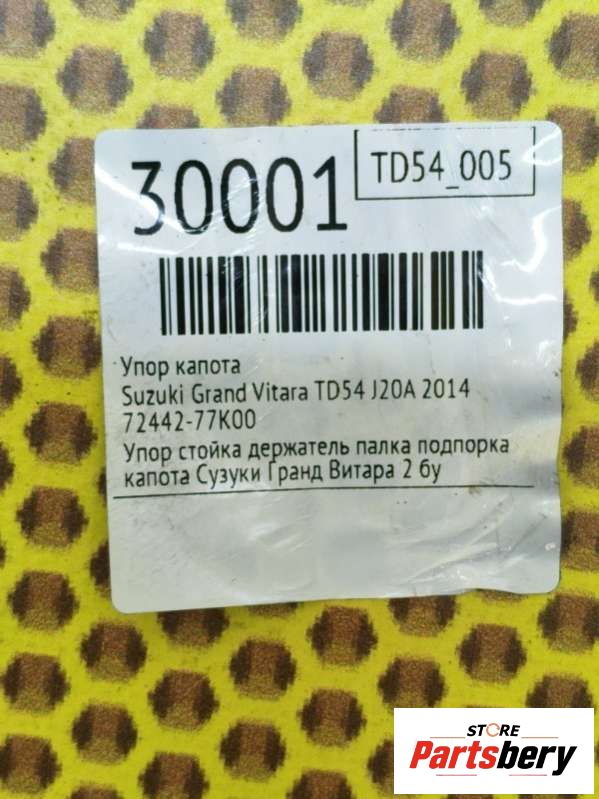 30001
TD54_005
Упор капота
Suzuki Grand Vitara TD54 J20A 2014
72442-77K00
Упор стойка держатель палка подпорка
капота Сузуки Гранд Витара 2 бу
STORE
Partsbery